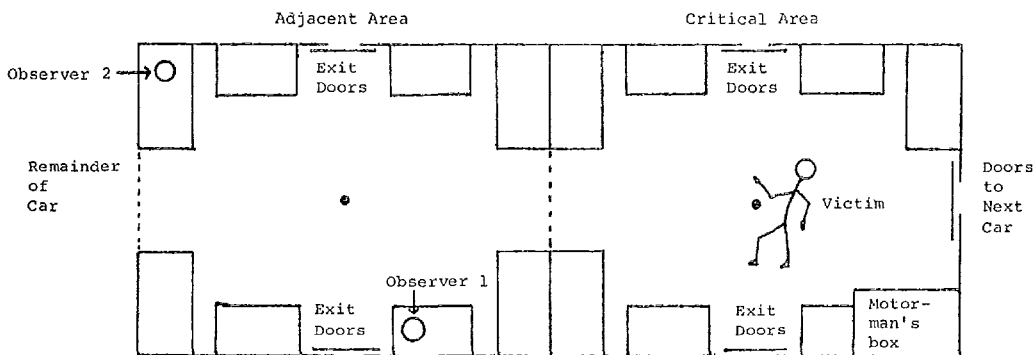 Adjacent Area
Critical Area
Observer 2
Exit
Doors
Exit
Doors
Remainder
of
Car
Victim
Doors
to
Next
Car
Observer 1
Exit
Doors
Exit
Doors
Motor-
man's
box